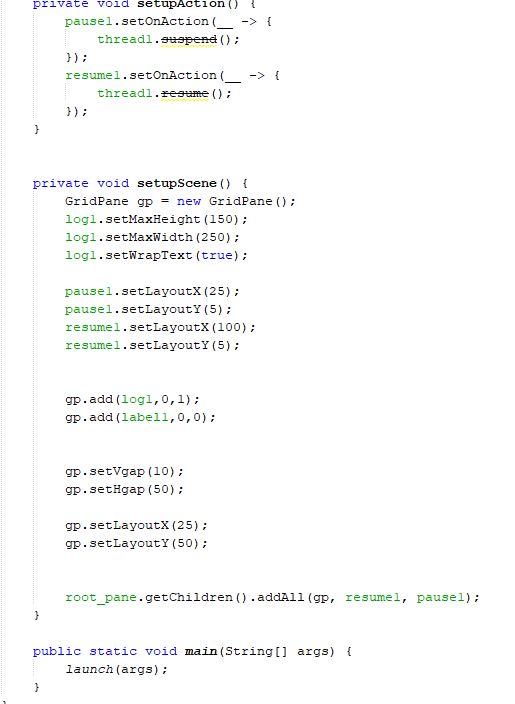 private void setupAction() {
pause1.setOnAction(__ -> {
thread1.suspend();
});
resume1.setOnAction(__ -> {
thread1.resume();
});
}
private void setupScene() {
GridPane gp = new GridPane();
log1.setMaxHeight(150);
log1.setMaxWidth(250);
log1.setWrapText(true);
pause1.setLayoutX(25);
pause1.setLayoutY(5);
resume1.setLayoutX(100);
resume1.setLayoutY(5);
gp.add(log1,0,1);
gp.add(label1,0,0);
gp.setVgap(10);
gp.setHgap(50);
gp.setLayoutX(25);
gp.setLayoutY(50);
root_pane.getChildren().addAll(gp, resume1, pause1);
}
public static void main(String[] args) {
launch(args);
}